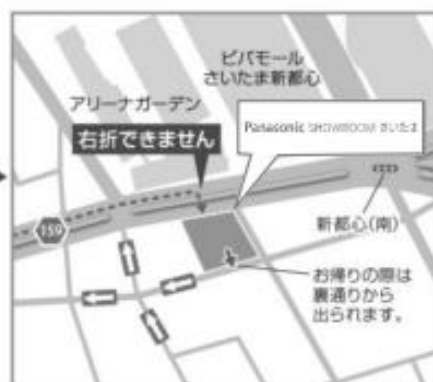 ビバモール
さいたま新都心
アリーナガーデン
右折できません
Panasonic SHOWROOM さいたま
159
新都心(南)
お帰りの際は
裏通りから
出られます。